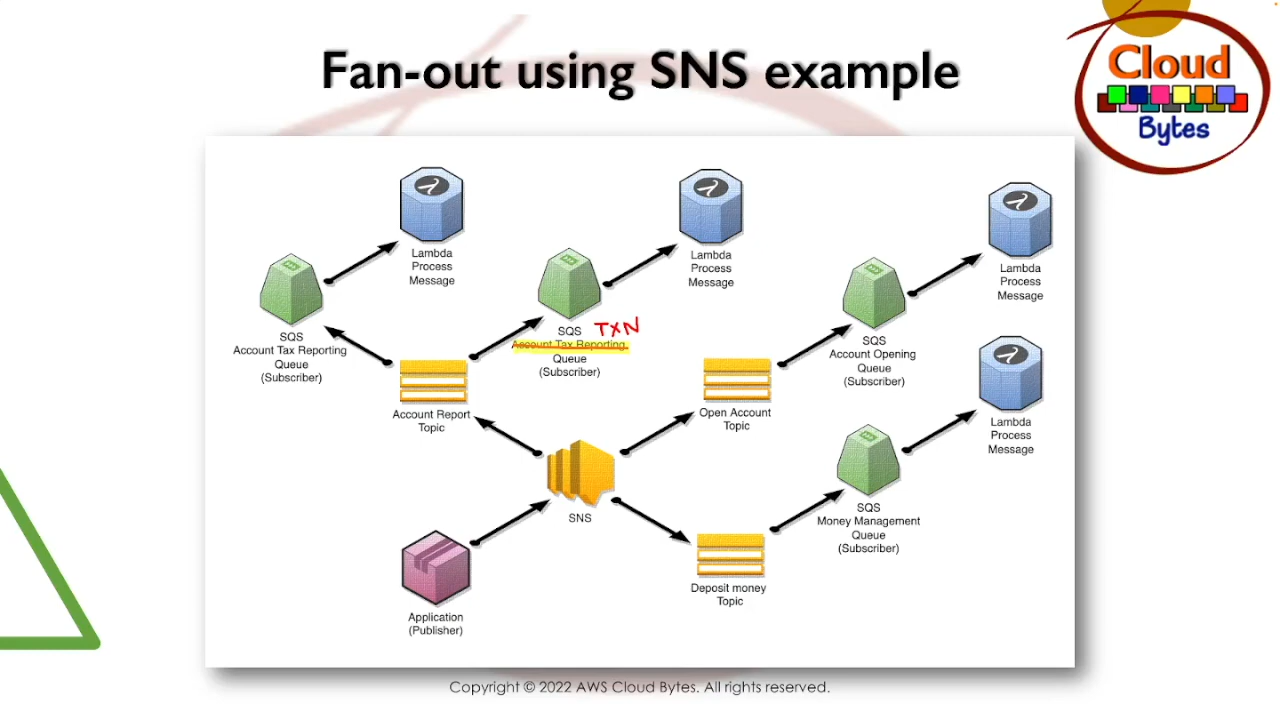 Fan-out using SNS example
Cloud
Bytes
Lambda
Process
Message
Lambda
Process
Message
Lambda
Process
Message
SQS
Account Tax Reporting
Queue
(Subscriber)
SQS TXN
Account Tax Reporting
Queue
(Subscriber)
SQS
Account Opening
Queue
(Subscriber)
Account Report
Topic
Open Account
Topic
Lambda
Process
Message
SNS
SQS
Money Management
Queue
(Subscriber)
Deposit money
Topic
Application
(Publisher)
Copyright © 2022 AWS Cloud Bytes. All rights reserved.